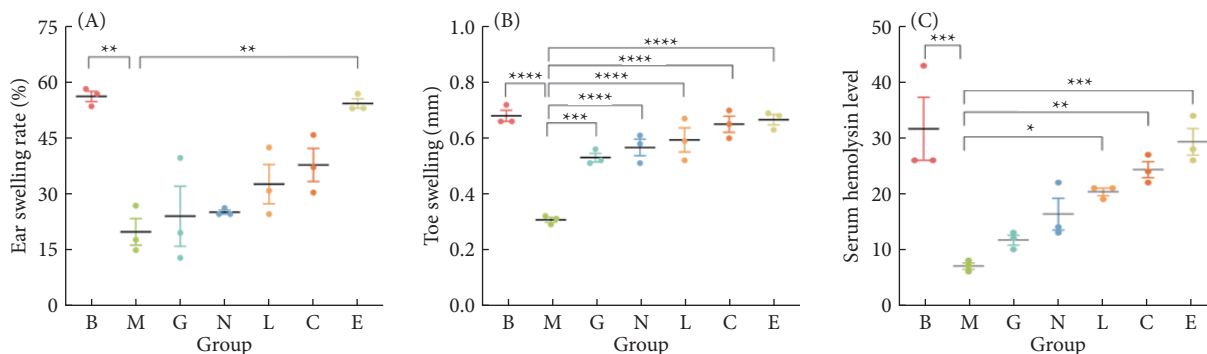 (A)
Ear swelling rate (%)
75
60
45
30
15
0
**
**
B M G N L C E
Group
(B)
Toe swelling (mm)
1.0
0.8
0.6
0.4
0.2
0.0
****
****
****
****
****
***
B M G N L C E
Group
(C)
Serum hemolysin level
50
40
30
20
10
0
***
***
**
*
B M G N L C E
Group